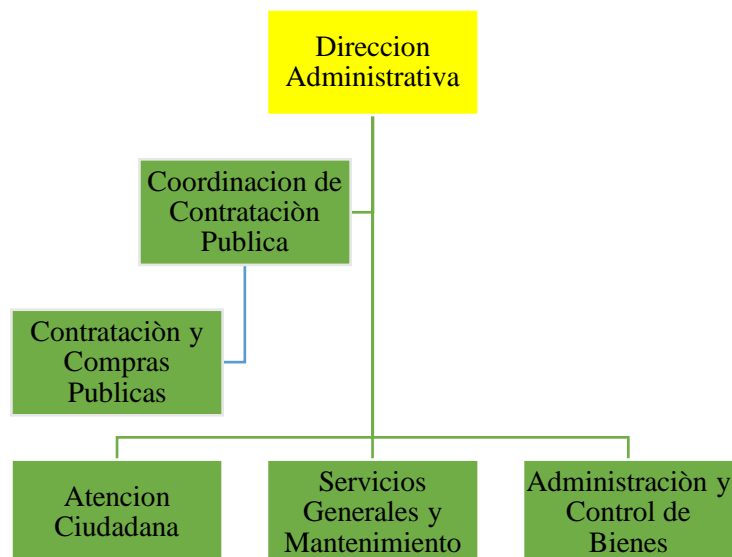 Direccion
Administrativa
Coordinacion de
Contrataciòn
Publica
Contrataciòn y
Compras
Publicas
Atencion
Ciudadana
Servicios
Generales y
Mantenimiento
Administraciòn y
Control de
Bienes